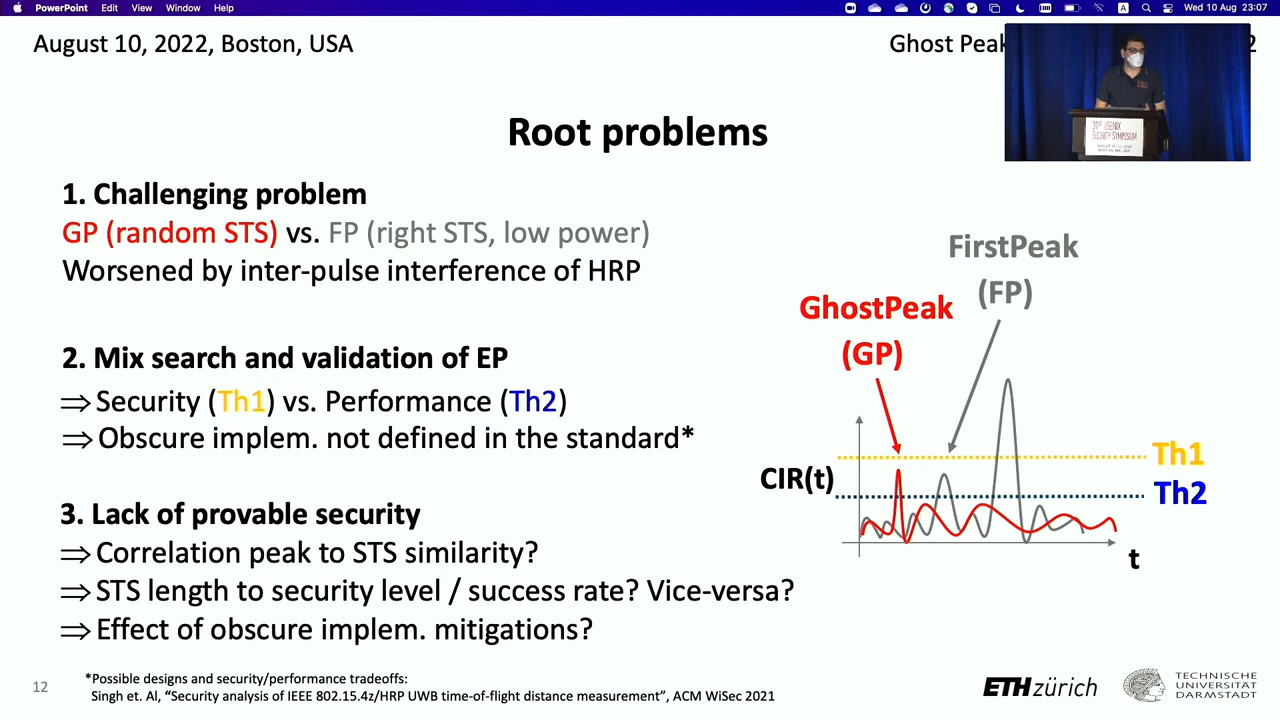 PowerPoint Edit View Window Help
A Wed 10 Aug 23:07
August 10, 2022, Boston, USA
Ghost Peak
2
31ST USENIX
SECURITY SYMPOSIUM
Root problems
1. Challenging problem
GP (random STS) vs. FP (right STS, low power)
Worsened by inter-pulse interference of HRP
2. Mix search and validation of EP
⇒ Security (Th1) vs. Performance (Th2)
⇒ Obscure implem. not defined in the standard*
3. Lack of provable security
⇒ Correlation peak to STS similarity?
⇒ STS length to security level / success rate? Vice-versa?
⇒ Effect of obscure implem. mitigations?
FirstPeak
(FP)
GhostPeak
(GP)
Th1
CIR(t)
Th2
t
12
*Possible designs and security/performance tradeoffs:
Singh et. Al, “Security analysis of IEEE 802.15.4z/HRP UWB time-of-flight distance measurement”, ACM WiSec 2021
ETH zürich
TECHNISCHE
UNIVERSITÄT
DARMSTADT